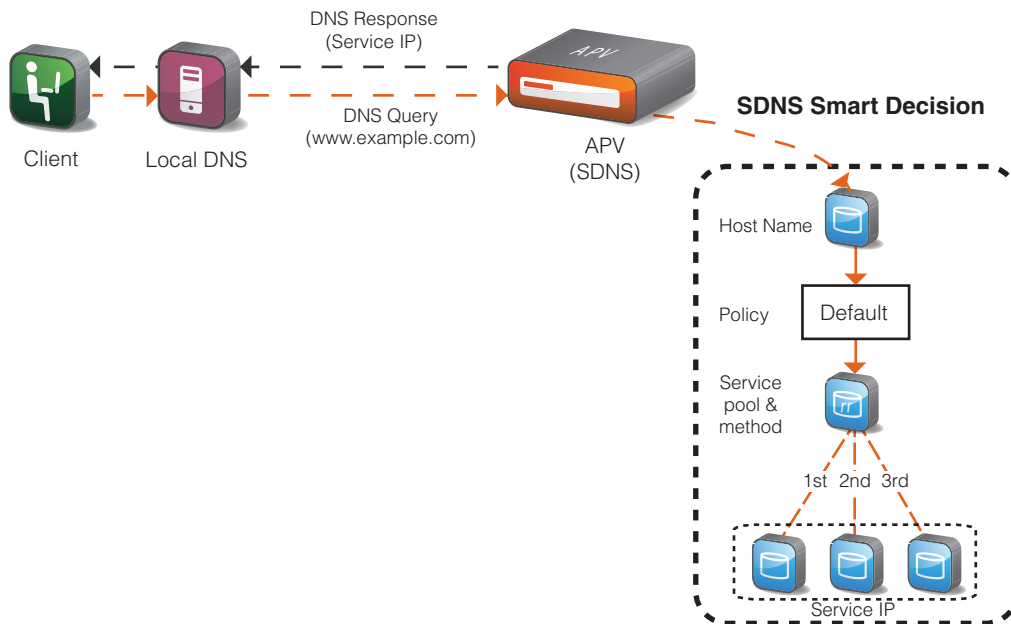 DNS Response
(Service IP)
APV
SDNS Smart Decision
DNS Query
(www.example.com)
Client
Local DNS
APV
(SDNS)
Host Name
Policy
Default
Service
pool &
method
rr
1st 2nd 3rd
Service IP